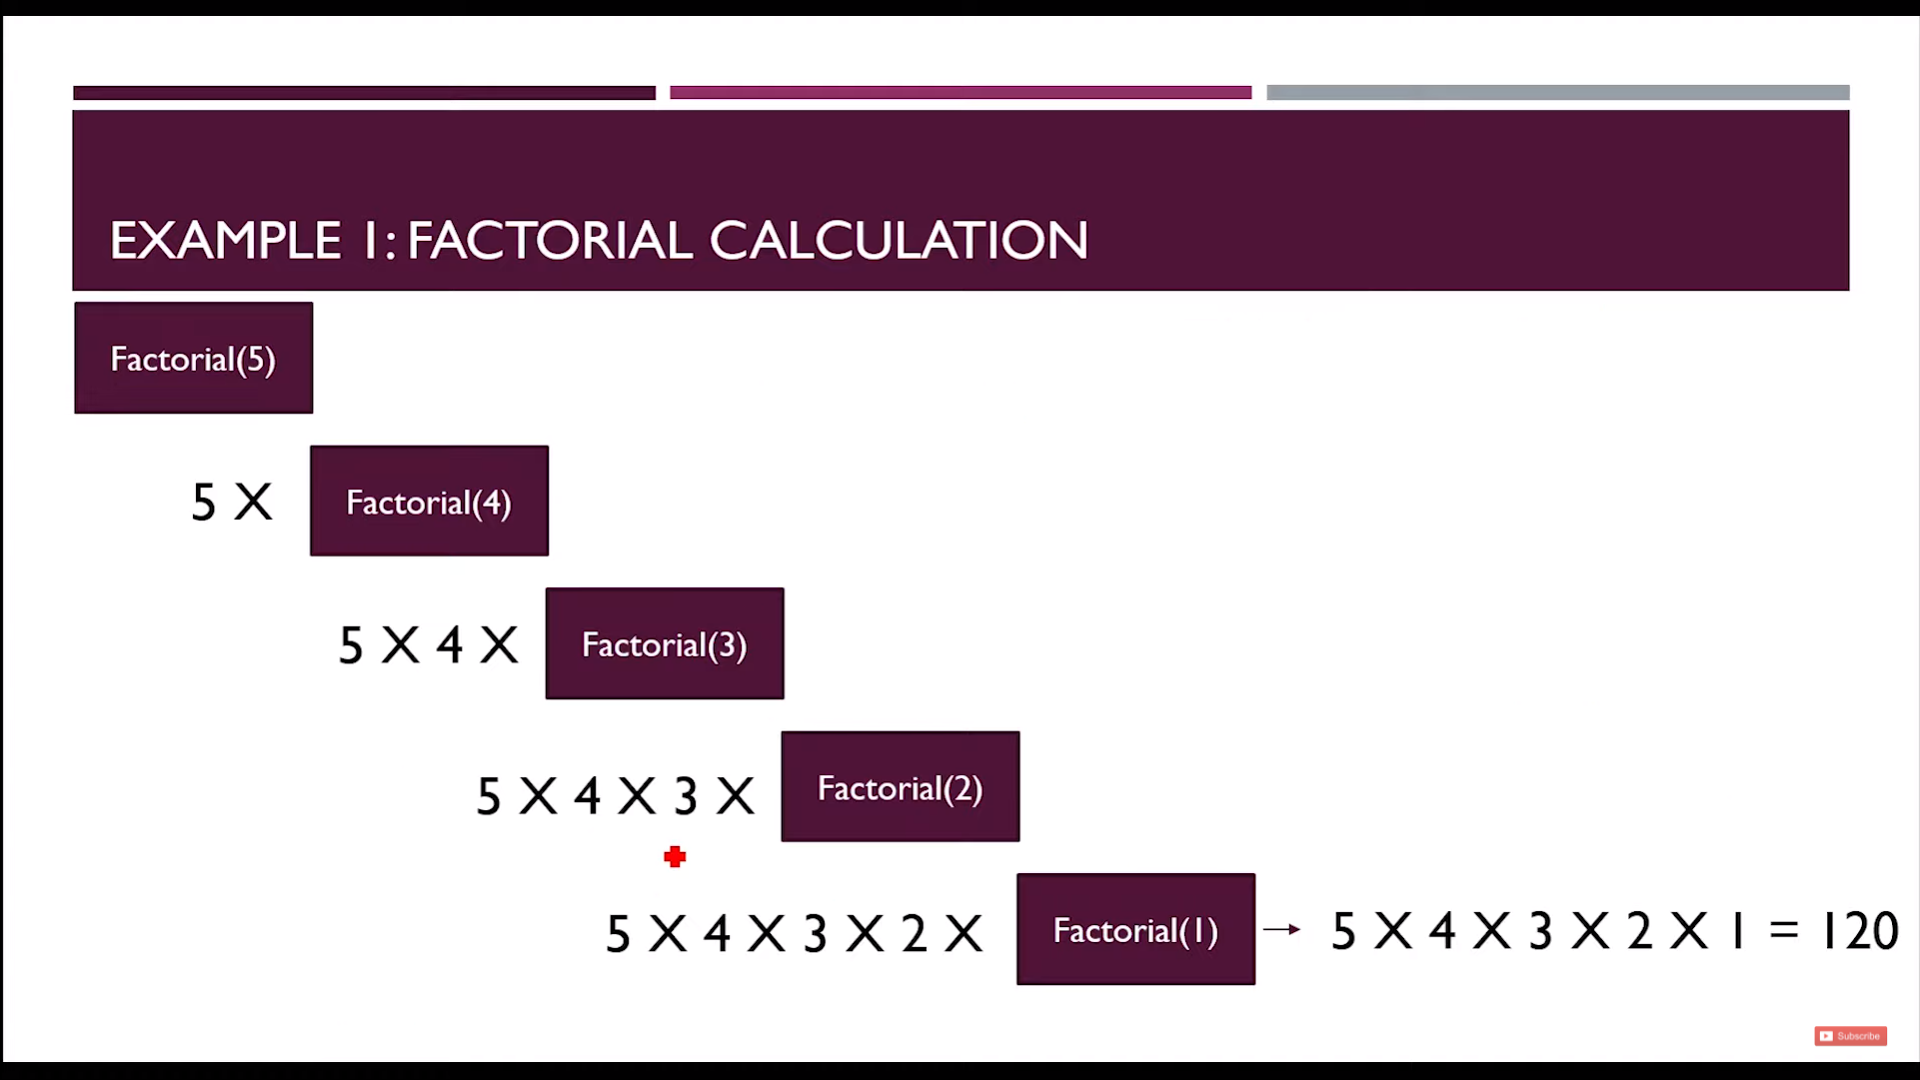 EXAMPLE 1: FACTORIAL CALCULATION
Factorial(5)
5 X Factorial(4)
5 X 4 X Factorial(3)
5 X 4 X 3 X Factorial(2)
5 X 4 X 3 X 2 X Factorial(1) → 5 X 4 X 3 X 2 X 1 = 120
Subscribe